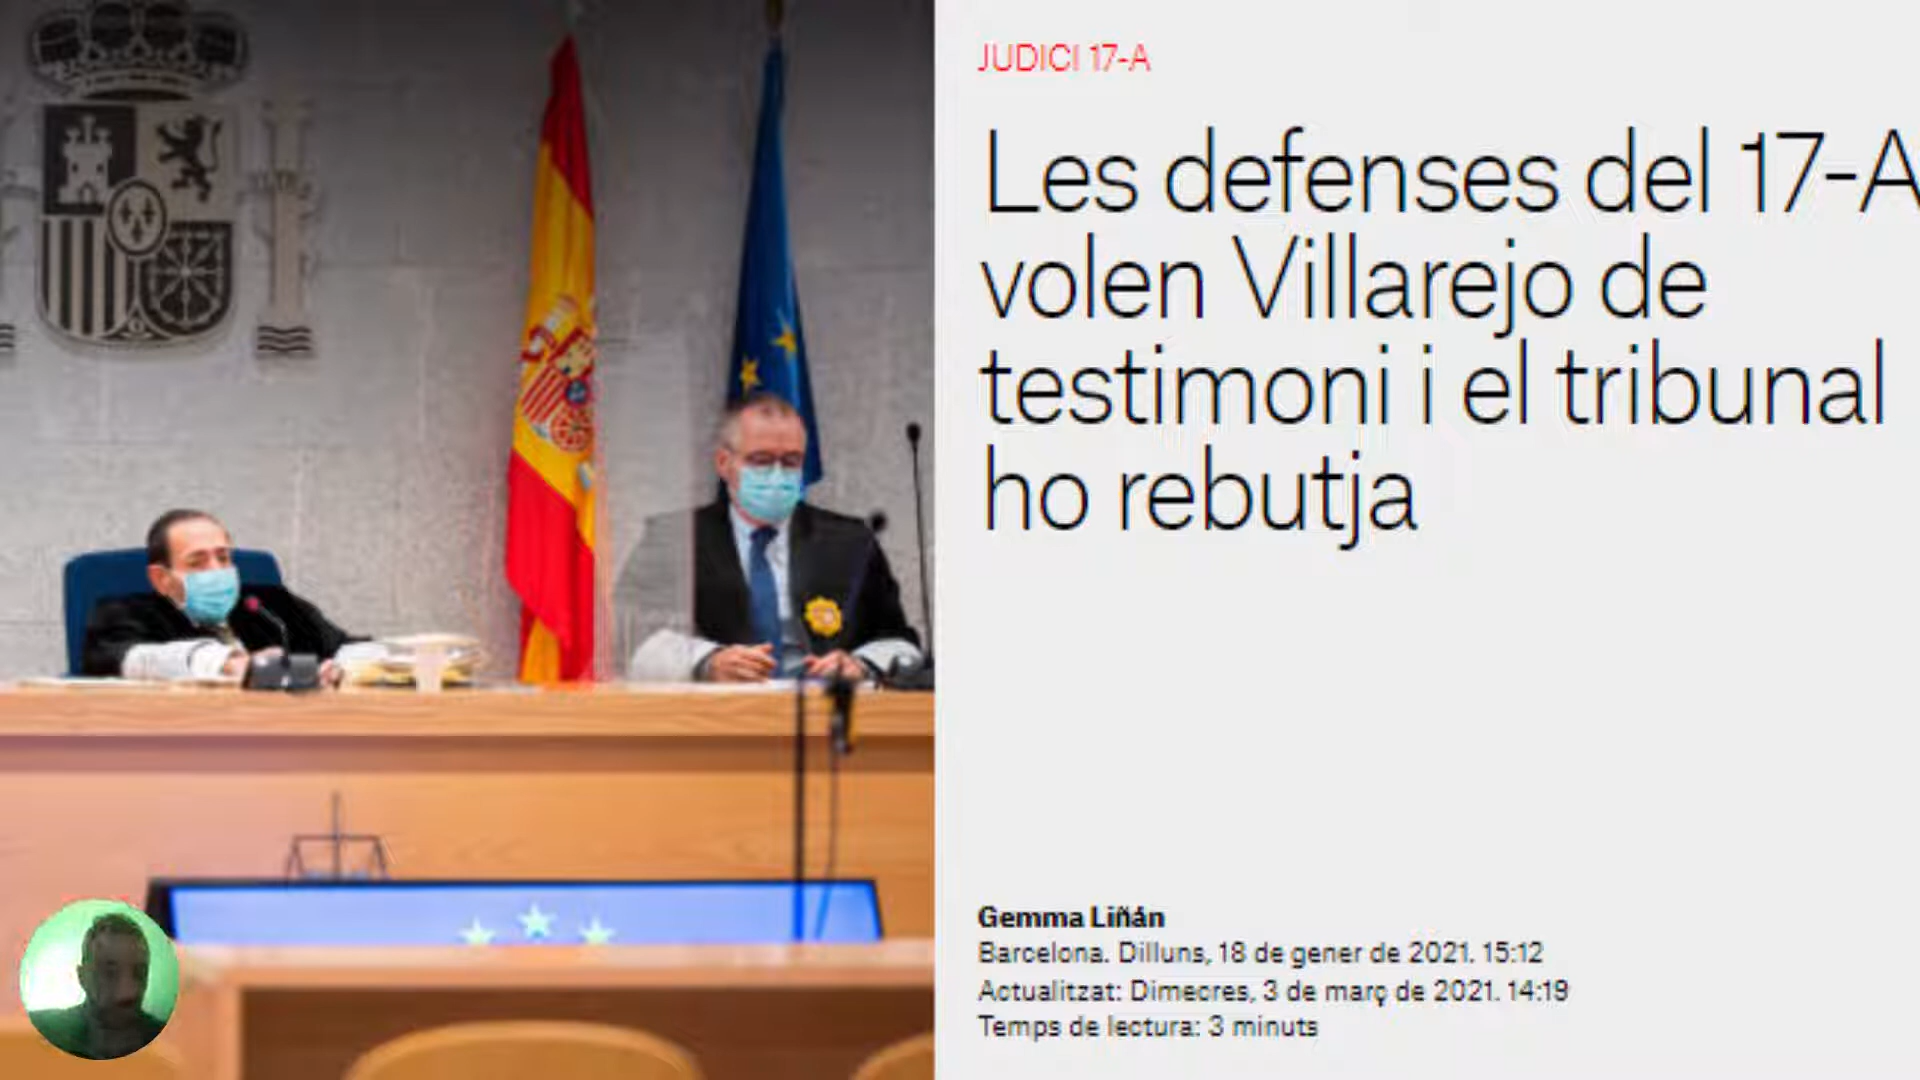 JUDICI 17-A
Les defenses del 17-A
volen Villarejo de
testimoni i el tribunal
ho rebutja
Gemma Liñán
Barcelona. Dilluns, 18 de gener de 2021. 15:12
Actualitzat: Dimecres, 3 de març de 2021. 14:19
Temps de lectura: 3 minuts